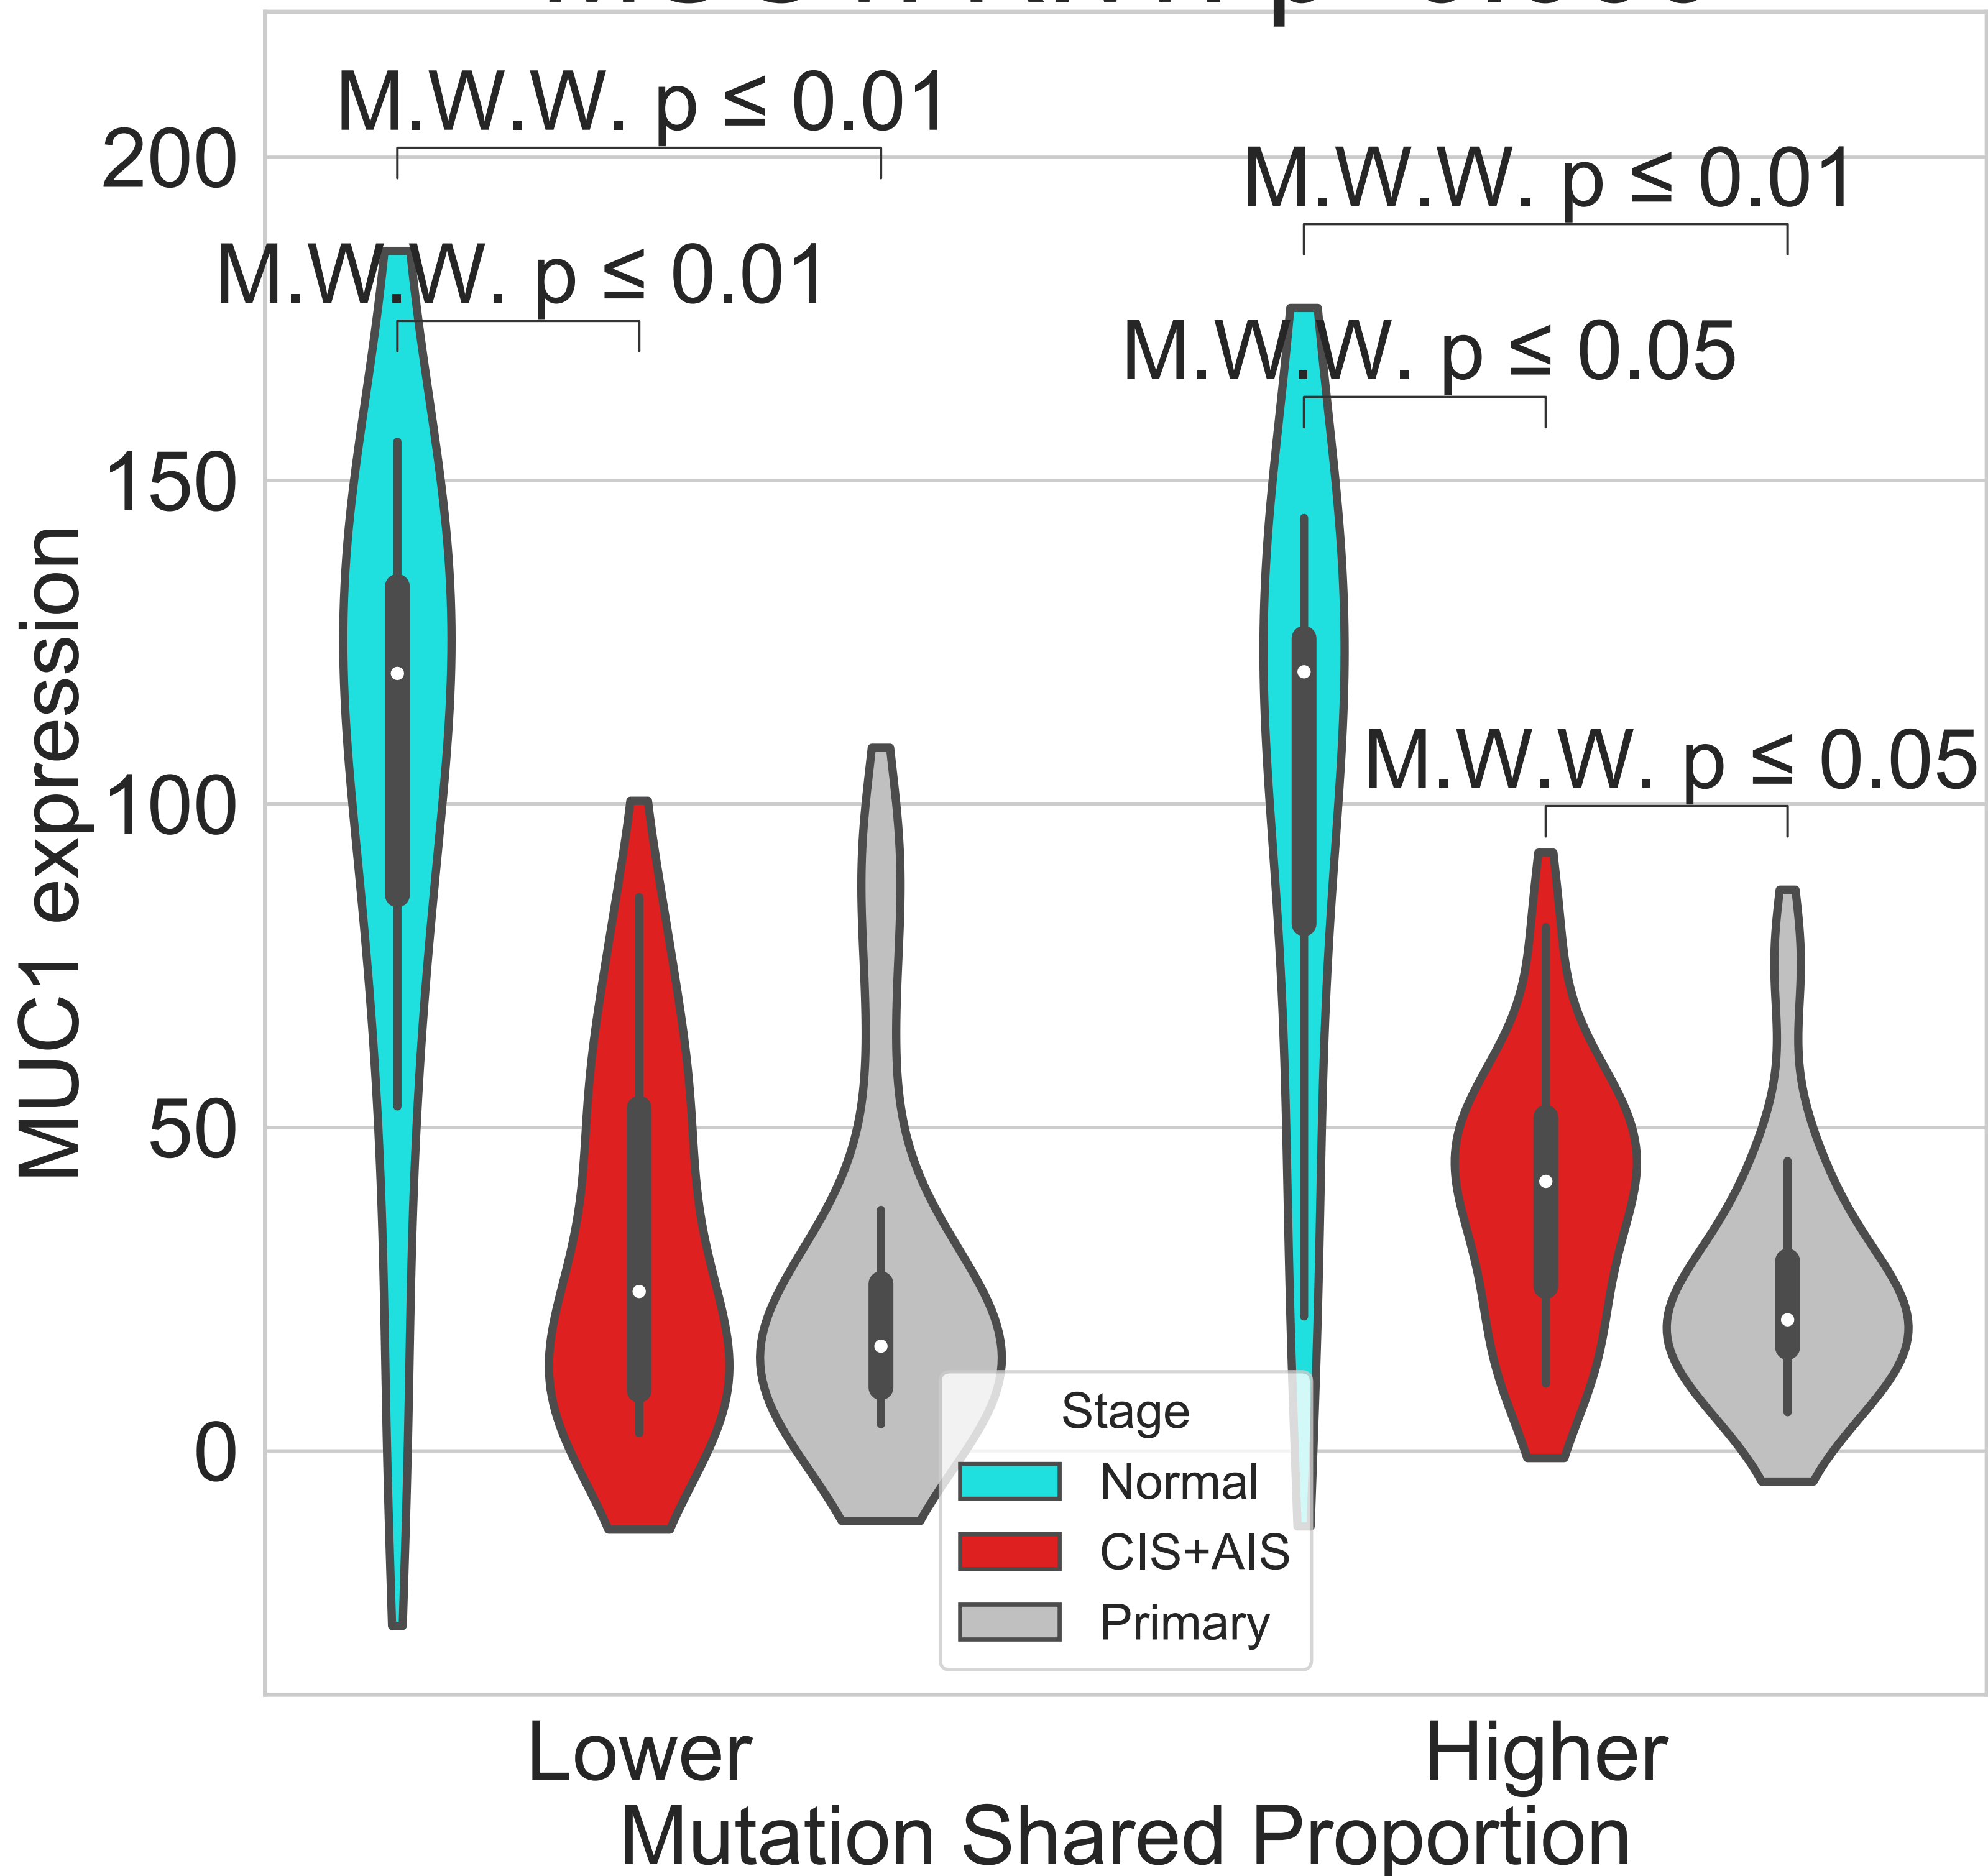 M.W.W. p ≤ 0.01
200
M.W.W. p ≤ 0.01
M.W.W. p ≤ 0.01
M.W.W. p ≤ 0.05
150
MUC1 expression
M.W.W. p ≤ 0.05
100
50
0
Stage
Normal
CIS+AIS
Primary
Lower
Higher
Mutation Shared Proportion